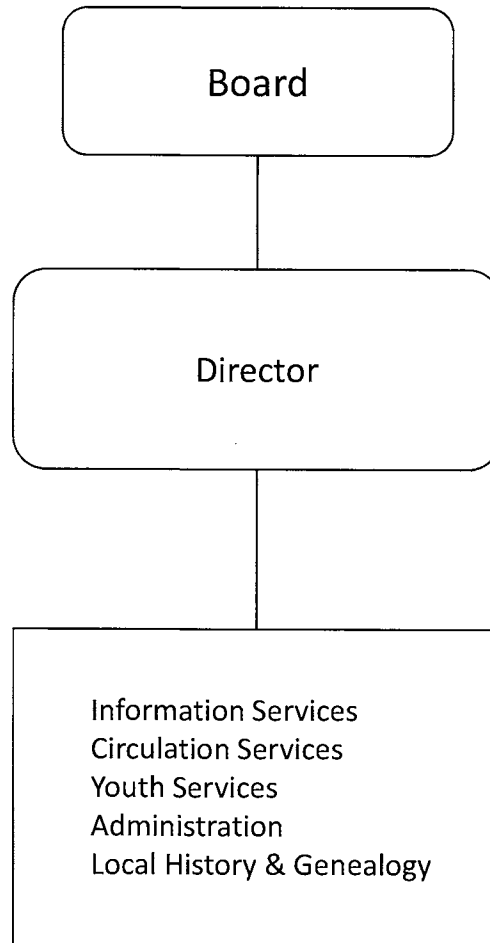 Board
Director
Information Services
Circulation Services
Youth Services
Administration
Local History & Genealogy